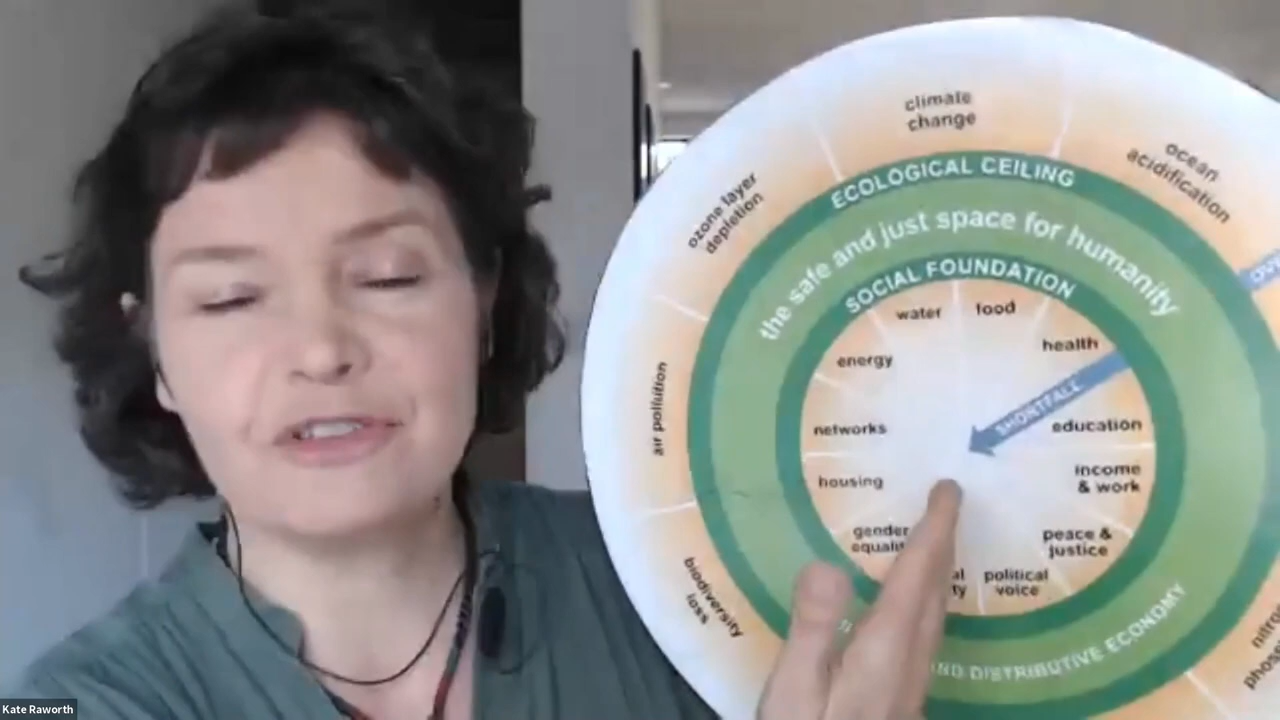 climate
change
ocean
acidification
ozone layer
depletion
ECOLOGICAL CEILING
the safe and just space for humanity
SOCIAL FOUNDATION
water
food
energy
health
SHORTFALL
air pollution
networks
education
housing
income
& work
gender
peace &
justice
political
voice
biodiversity
loss
DISTRIBUTIVE ECONOMY
Kate Raworth